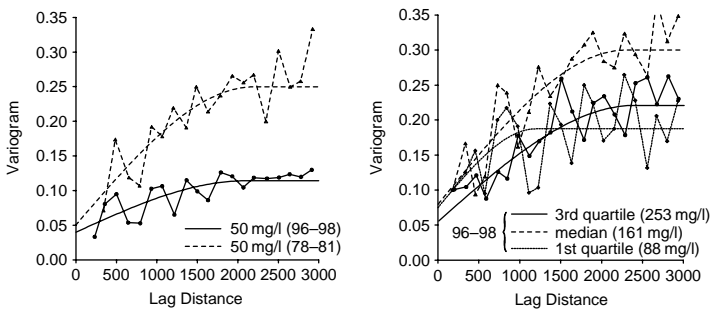 0.35
0.30
0.25
0.20
0.15
0.10
0.05
0.00
Variogram
0 500 1000 1500 2000 2500 3000
Lag Distance
50 mg/l (96–98)
50 mg/l (78–81)
0.35
0.30
0.25
0.20
0.15
0.10
0.05
0.00
Variogram
0 500 1000 1500 2000 2500 3000
Lag Distance
96–98
3rd quartile (253 mg/l)
median (161 mg/l)
1st quartile (88 mg/l)